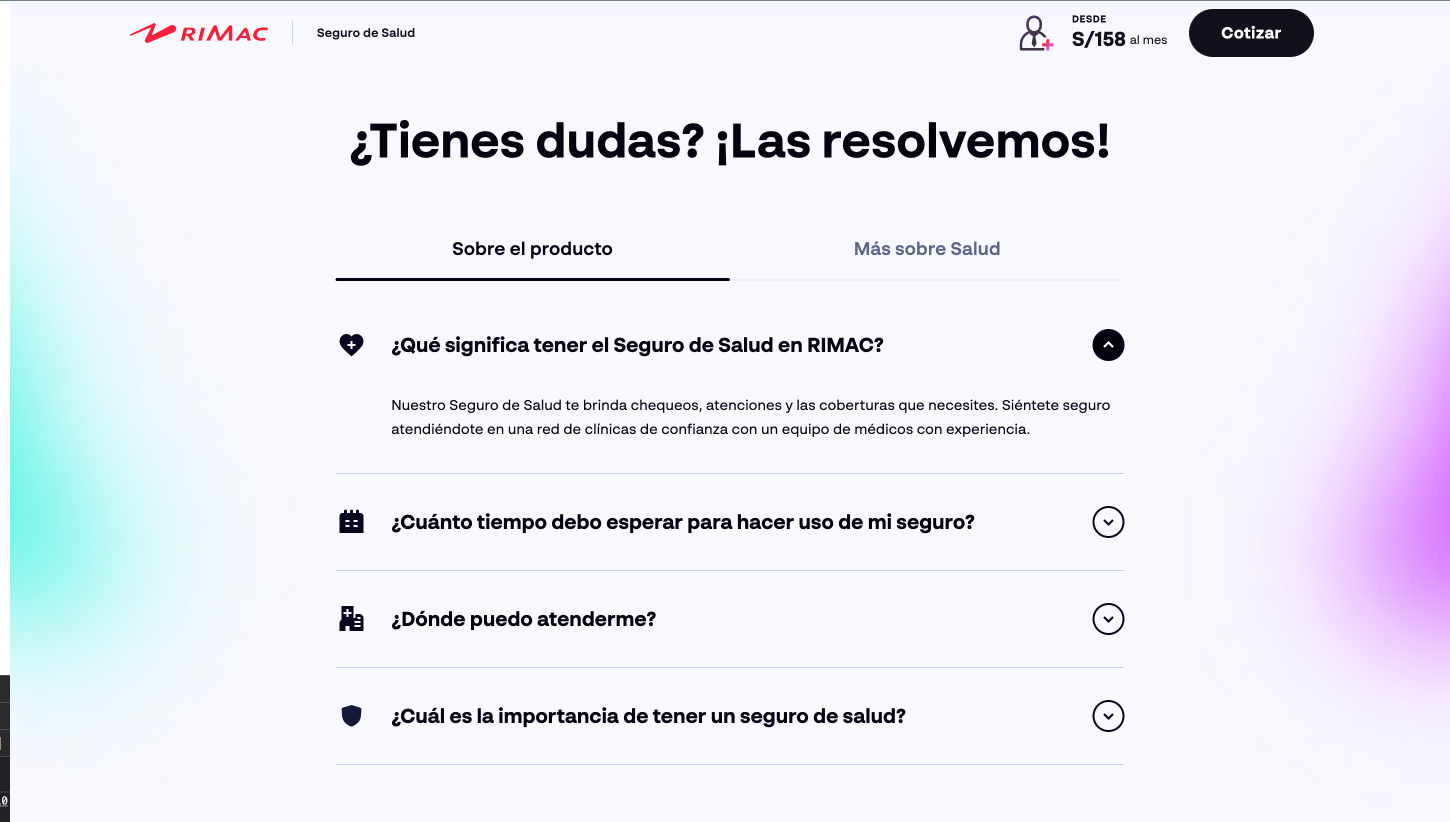 RIMAC
Seguro de Salud
DESDE
S/158 al mes
Cotizar
¿Tienes dudas? ¡Las resolvemos!
Sobre el producto
Más sobre Salud
¿Qué significa tener el Seguro de Salud en RIMAC?
Nuestro Seguro de Salud te brinda chequeos, atenciones y las coberturas que necesites. Siéntete seguro
atendiéndote en una red de clínicas de confianza con un equipo de médicos con experiencia.
¿Cuánto tiempo debo esperar para hacer uso de mi seguro?
¿Dónde puedo atenderme?
¿Cuál es la importancia de tener un seguro de salud?